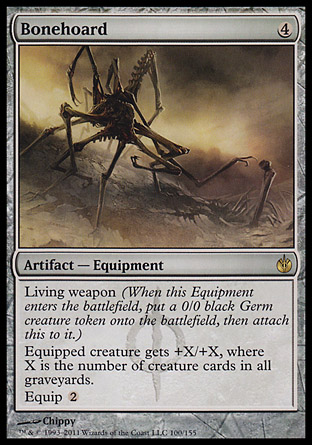 Bonehoard 4
Artifact — Equipment
Living weapon (When this Equipment
enters the battlefield, put a 0/0 black Germ
creature token onto the battlefield, then attach
this to it.)
Equipped creature gets +X/+X, where
X is the number of creature cards in all
graveyards.
Equip 2
Chippy
™ & © 1993–2011 Wizards of the Coast LLC 100/155